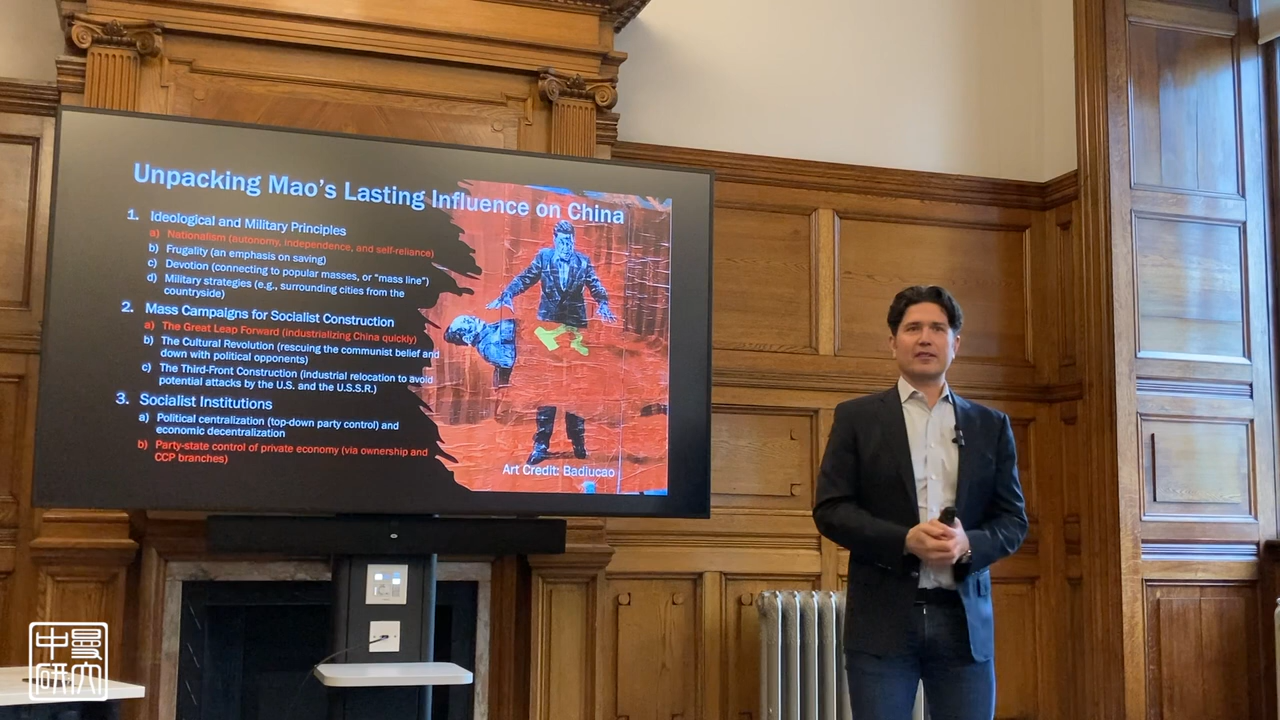 Unpacking Mao's Lasting Influence on China
1. Ideological and Military Principles
a) Nationalism (autonomy, independence, and self-reliance)
b) Frugality (an emphasis on saving)
c) Devotion (connecting to popular masses, or "mass line")
d) Military strategies (e.g., surrounding cities from the
countryside)
2. Mass Campaigns for Socialist Construction
a) The Great Leap Forward (industrializing China quickly)
b) The Cultural Revolution (rescuing the communist belief and
down with political opponents)
c) The Third-Front Construction (industrial relocation to avoid
potential attacks by the U.S. and the U.S.S.R.)
3. Socialist Institutions
a) Political centralization (top-down party control) and
economic decentralization
b) Party-state control of private economy (via ownership and
CCP branches)
Art Credit: Badiucao
中曼
研究